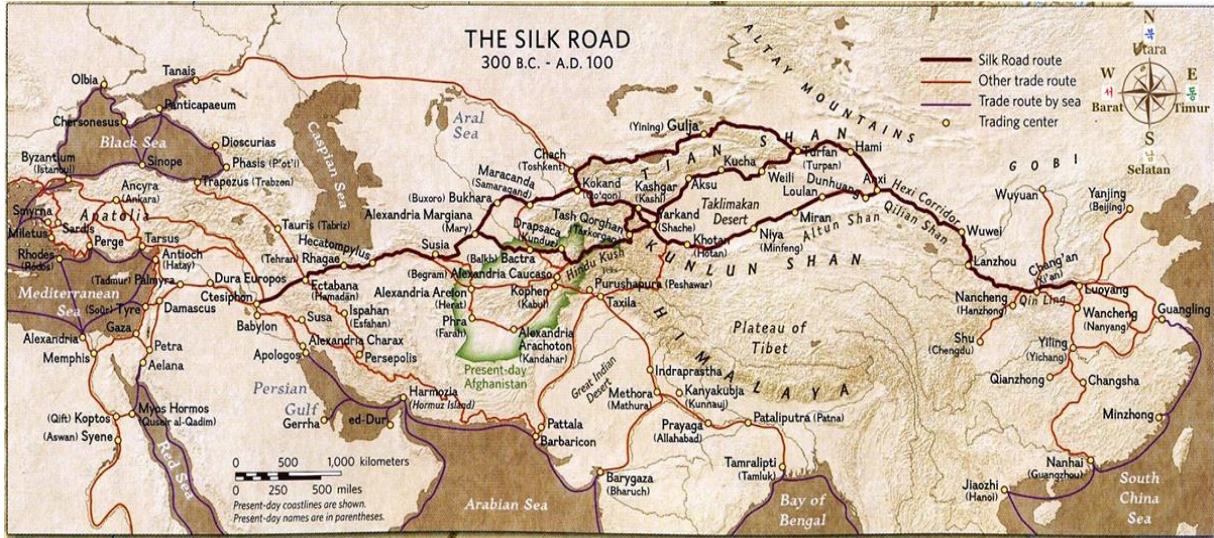 THE SILK ROAD
300 B.C. - A.D. 100
Silk Road route
Other trade route
Trade route by sea
Trading center
N
북
Utara
W
서
Barat
E
동
Timur
S
남
Selatan
ALTAY MOUNTAINS
Olbia
Tanais
Panticapaeum
Chersonesus
Black Sea
Dioscurias
Phasis (P'ot'i)
Sinope
Trapezus (Trabzon)
Byzantium
(Istanbul)
Caspian Sea
Aral
Sea
Chach
(Toshkent)
(Yining) Gulja
TIAN SHAN
Turfan
(Turpan)
Hami
GOBI
Ancyra
(Ankara)
Smyrna
Anatolia
Sardis
Miletus
Perge
Tarsus
Rhodes
(Ródos)
Antioch
(Hatay)
Tauris (Tabriz)
Maracanda
(Samarqand)
(Buxoro) Bukhara
Alexandria Margiana
(Mary)
Kokand
(Qo'qon)
Kashgar
(Kashi)
Aksu
Kucha
Weili
Loulan
Dunhuang
Anxi
Hexi Corridor
Qilian Shan
Wuyuan
Yanjing
(Beijing)
Taklimakan
Desert
Miran
Altun Shan
Niya
(Minfeng)
Yarkand
(Shache)
Khotan
(Hotan)
Tash Qorghan
(Taxkorgan)
Drapsaca
(Kunduz)
Hecatompylus
Susia
(Tehran) Rhagae
(Balkh) Bactra
Hindu Kush
KUNLUN SHAN
Wuwei
Lanzhou
Chang'an
(Xi'an)
Luoyang
Nancheng
(Hanzhong)
Qin Ling
Wancheng
(Nanyang)
Guangling
Mediterranean
Sea
(Tadmur) Palmyra
Dura Europos
Ctesiphon
Ectabana
(Hamadān)
(Begram) Alexandria Caucaso
Alexandria Areion
(Herat)
Kophen
(Kabul)
Purushapura (Peshawar)
Taxila
(Soûr) Tyre
Damascus
Gaza
Alexandria
Memphis
Petra
Aelana
Babylon
Susa
Ispahan
(Esfahan)
Apologos
Alexandria Charax
Persepolis
Phra
(Farah)
Alexandria
Arachoton
(Kandahar)
Present-day
Afghanistan
HIMALAYA
Plateau of
Tibet
Shu
(Chengdu)
Yiling
(Yichang)
Qianzhong
Changsha
Minzhong
Persian
Gulf
Gerrha
ed-Dur
Harmozia
(Hormuz Island)
Great Indian
Desert
Indraprastha
Methora
(Mathura)
Kanyakubja
(Kunnauj)
Prayaga
(Allahabad)
Pataliputra (Patna)
Tamralipti
(Tamluk)
(Qift) Koptos
Myos Hormos
(Quseir al-Qadim)
(Aswan) Syene
Red Sea
Pattala
Barbaricon
Barygaza
(Bharuch)
Arabian Sea
Bay of
Bengal
Nanhai
(Guangzhou)
Jiaozhi
(Hanoi)
South
China
Sea
0 500 1,000 kilometers
0 250 500 miles
Present-day coastlines are shown.
Present-day names are in parentheses.